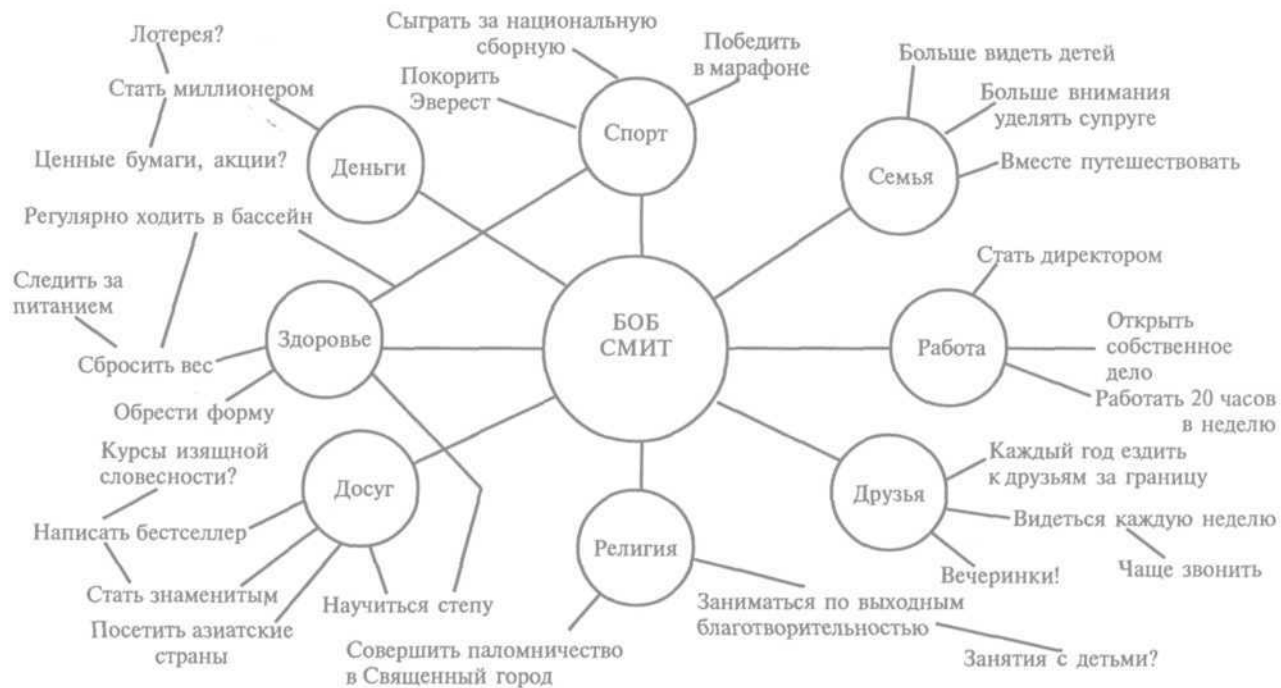 Лотерея?
Стать миллионером
Ценные бумаги, акции?
Деньги
Сыграть за национальную
сборную
Покорить
Эверест
Победить
в марафоне
Спорт
Больше видеть детей
Больше внимания
уделять супруге
Вместе путешествовать
Семья
Регулярно ходить в бассейн
Следить за
питанием
Сбросить вес
Обрести форму
Здоровье
БОБ
СМИТ
Стать директором
Работа
Открыть
собственное
дело
Работать 20 часов
в неделю
Курсы изящной
словесности?
Написать бестселлер
Стать знаменитым
Посетить азиатские
страны
Научиться степу
Досуг
Религия
Совершить паломничество
в Священный город
Заниматься по выходным
благотворительностью
Занятия с детьми?
Друзья
Каждый год ездить
к друзьям за границу
Видеться каждую неделю
Чаще звонить
Вечеринки!